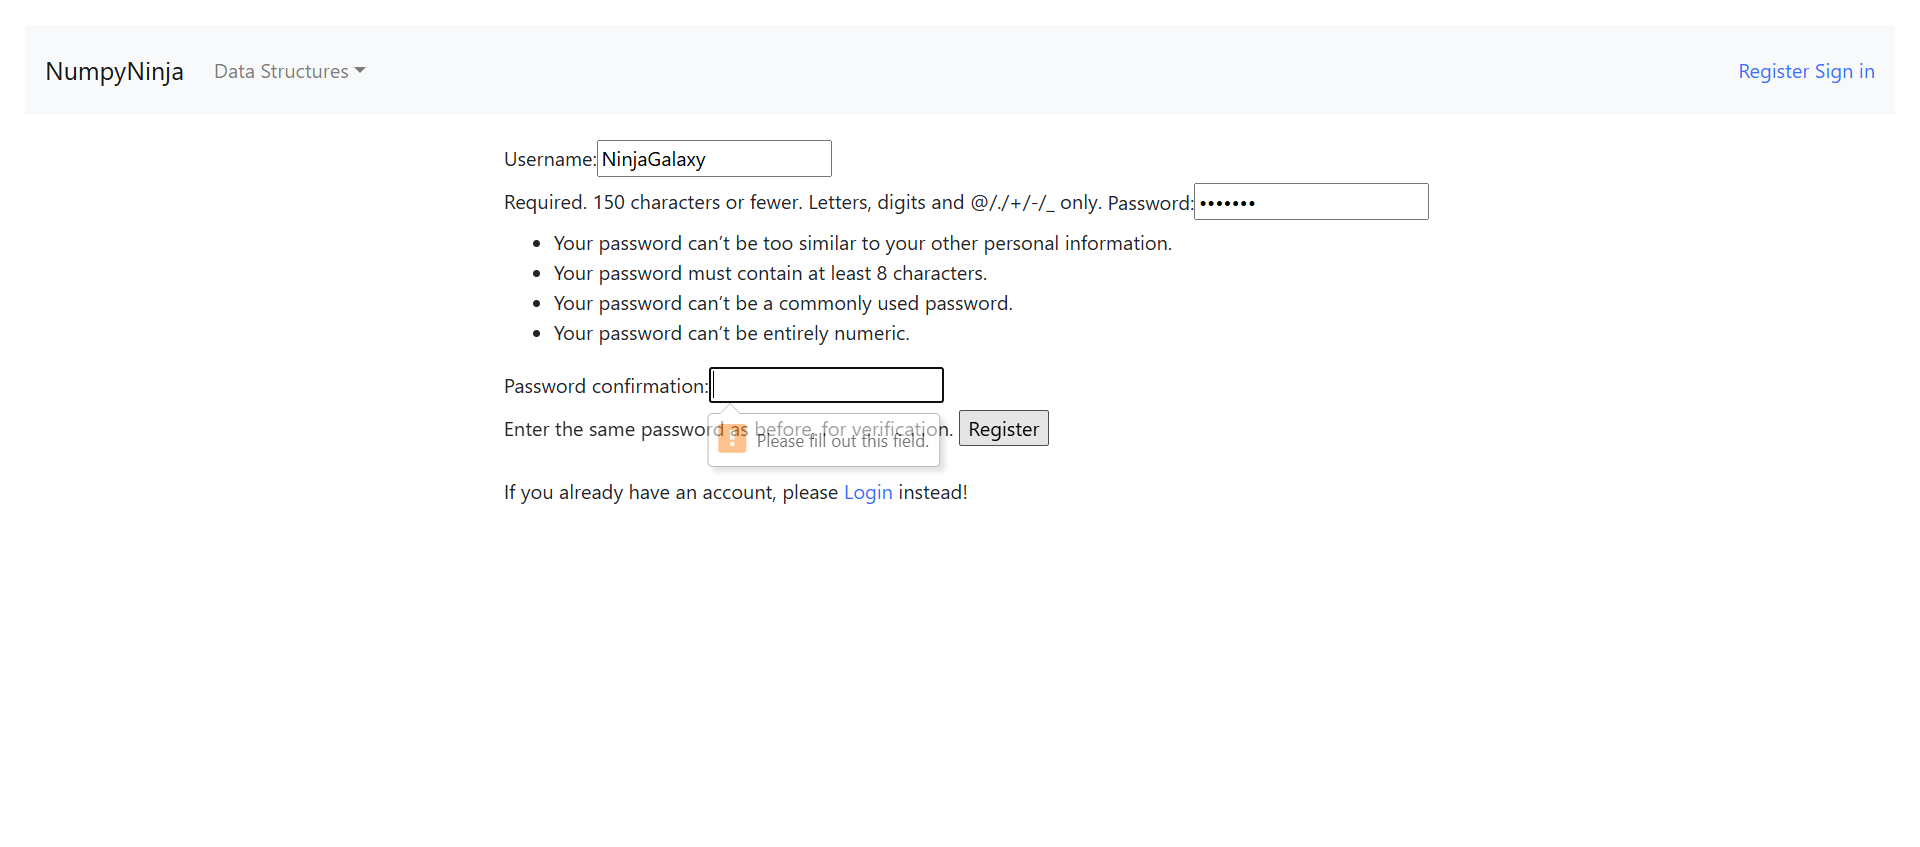 NumpyNinja Data Structures Register Sign in
Username: NinjaGalaxy
Required. 150 characters or fewer. Letters, digits and @/./+/-/_ only. Password: •••••••
• Your password can’t be too similar to your other personal information.
• Your password must contain at least 8 characters.
• Your password can’t be a commonly used password.
• Your password can’t be entirely numeric.
Password confirmation:
Enter the same password as before, for verification. Register
! Please fill out this field.
If you already have an account, please Login instead!